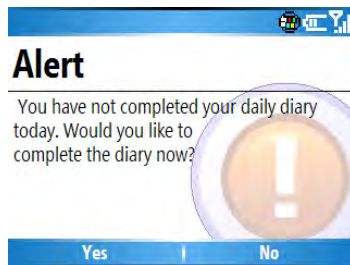 Alert
You have not completed your daily diary
today. Would you like to
complete the diary now?
Yes No